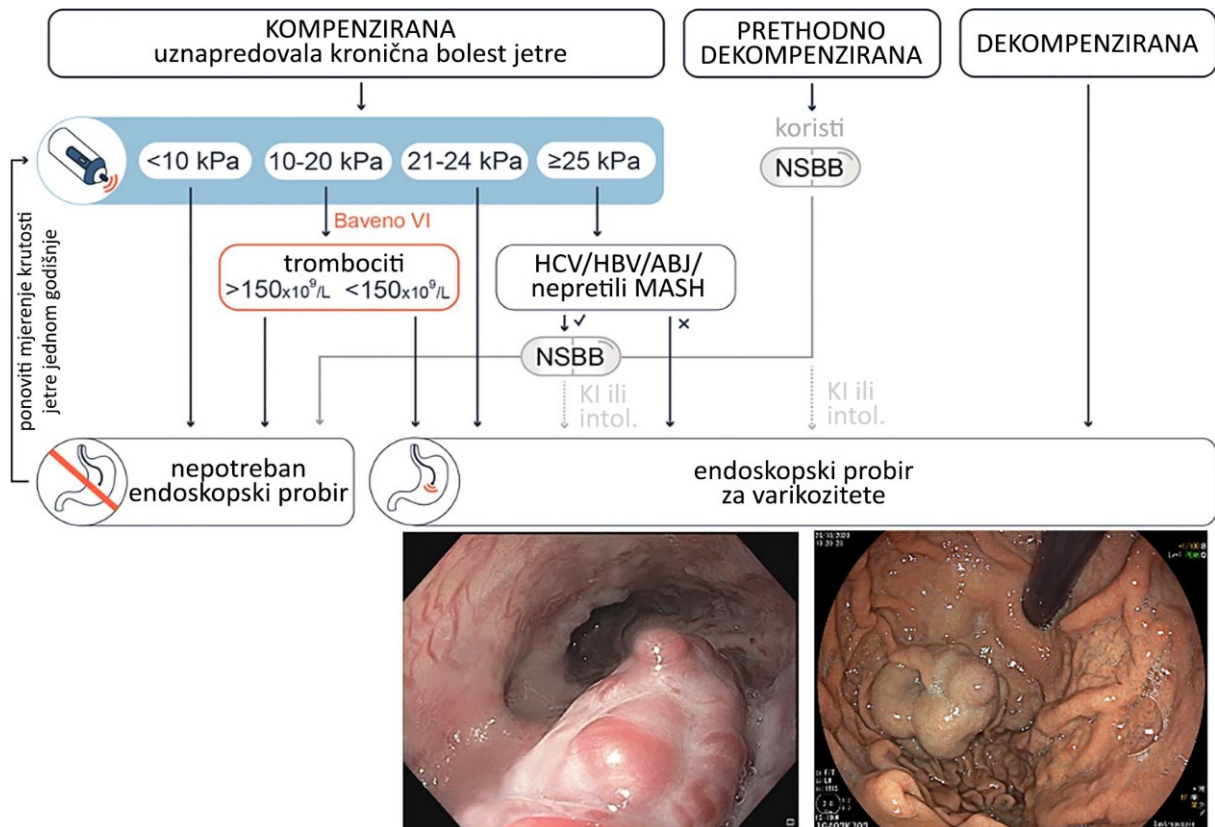 KOMPENZIRANA
uznapredovala kronična bolest jetre
PRETHODNO
DEKOMPENZIRANA
DEKOMPENZIRANA
koristi
NSBB
<10 kPa
10-20 kPa
21-24 kPa
≥25 kPa
Baveno VI
trombociti
>150x10⁹/L <150x10⁹/L
HCV/HBV/ABJ/
nepretili MASH
✓
×
NSBB
KI ili
intol.
KI ili
intol.
ponoviti mjerenje krutosti
jetre jednom godišnje
nepotreban
endoskopski probir
endoskopski probir
za varikozitete